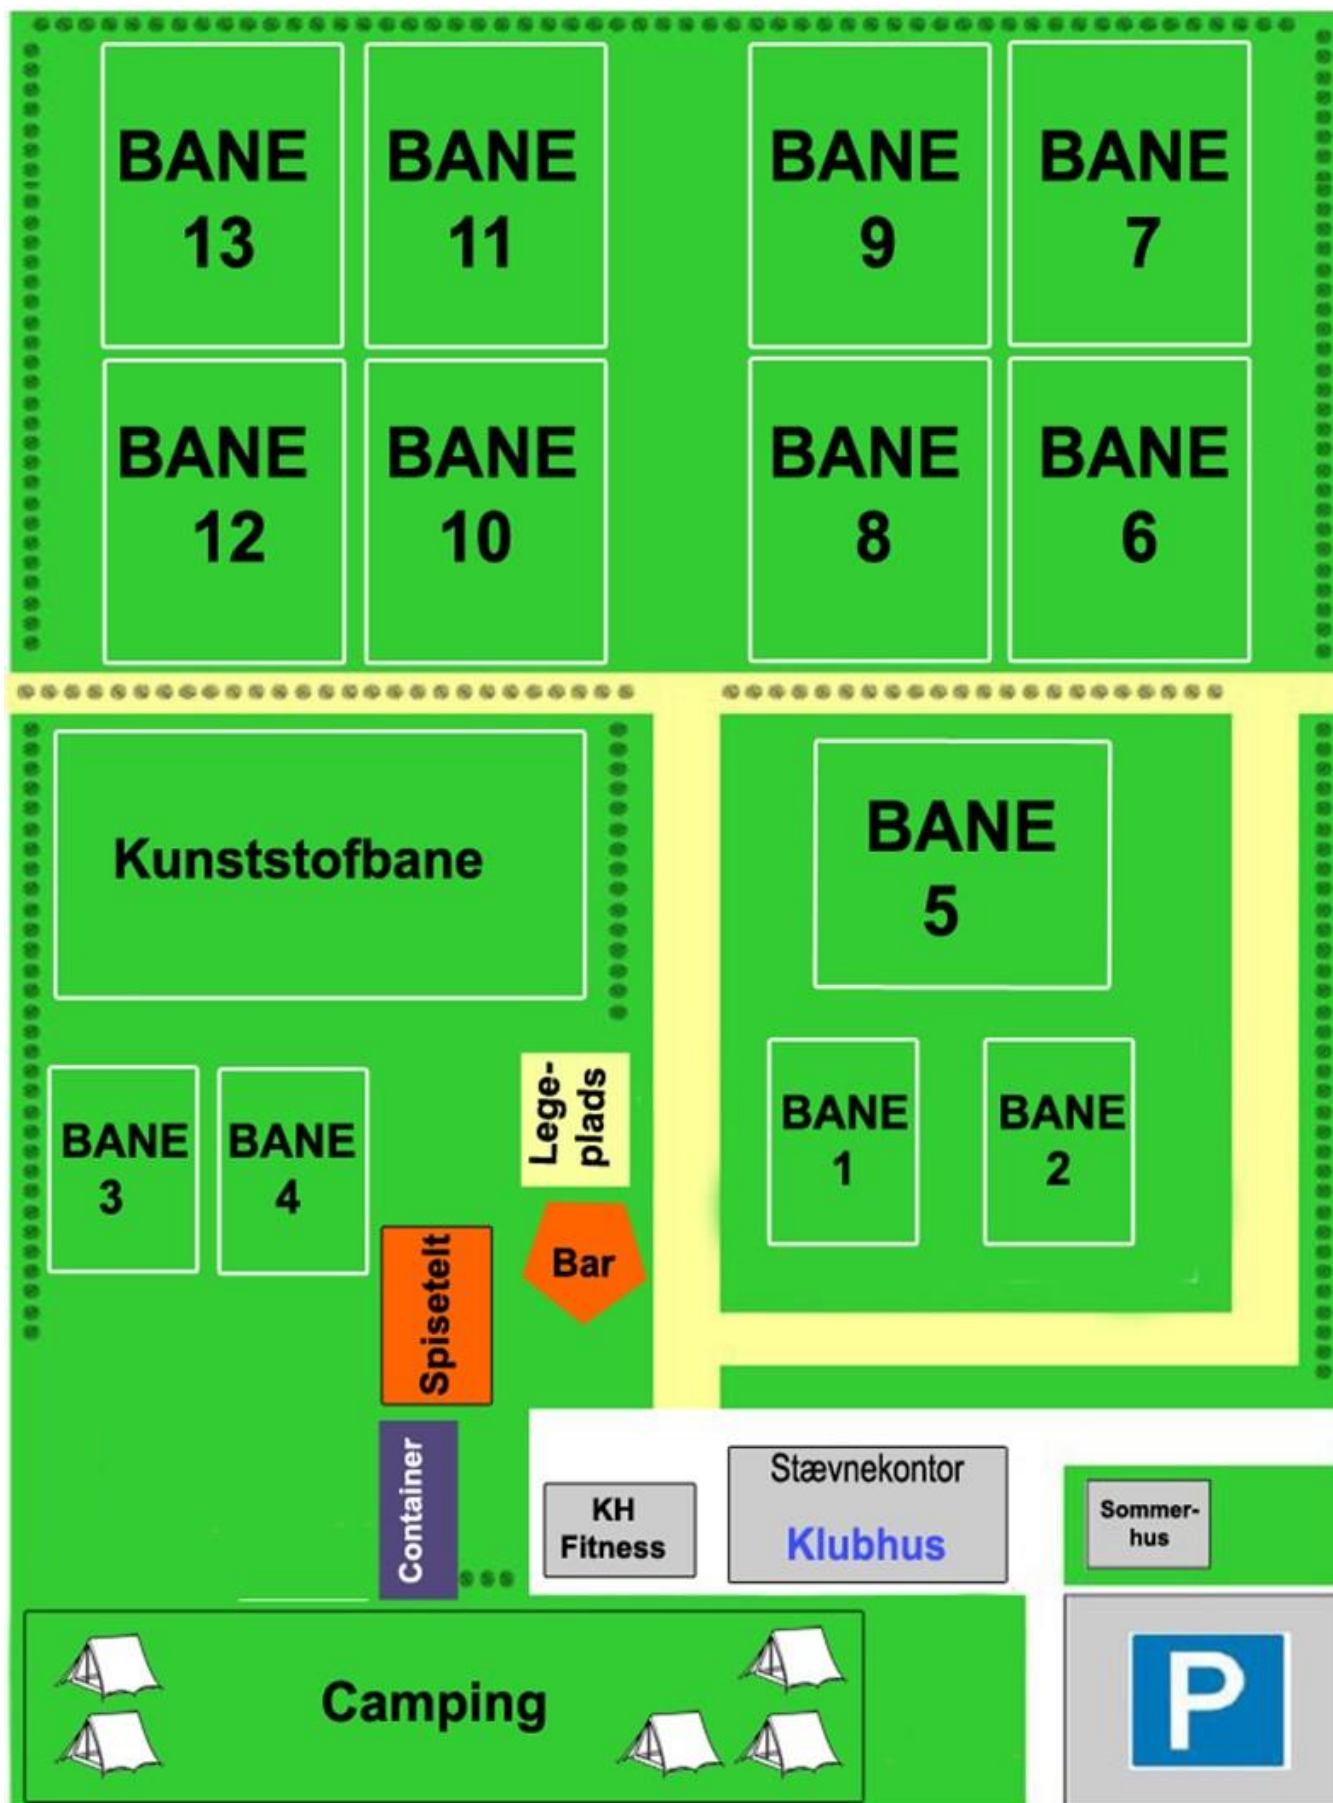 BANE
13
BANE
11
BANE
9
BANE
7
BANE
12
BANE
10
BANE
8
BANE
6
Kunststofbane
BANE
5
BANE
3
BANE
4
Lege-
plads
BANE
1
BANE
2
Spisetelt
Bar
Container
KH
Fitness
Stævnekontor
Klubhus
Sommer-
hus
Camping
P